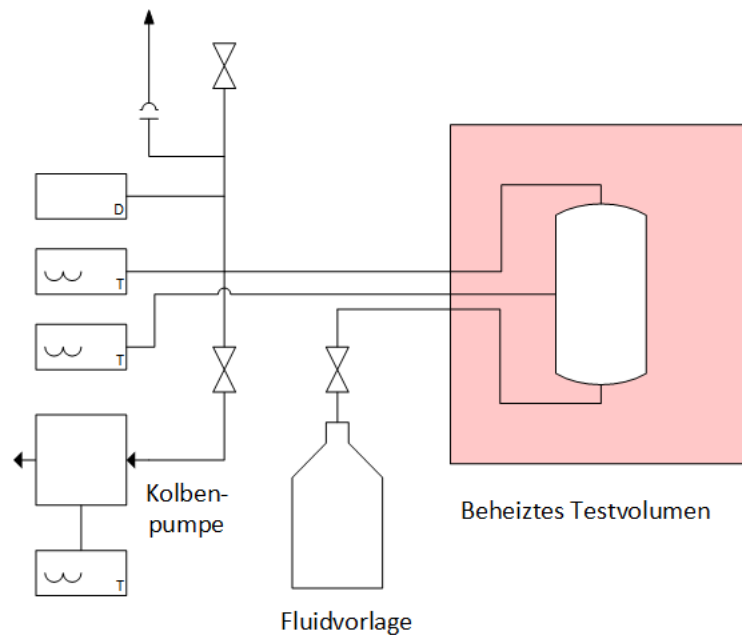 D
T
T
Kolben-
pumpe
T
Beheiztes Testvolumen
Fluidvorlage